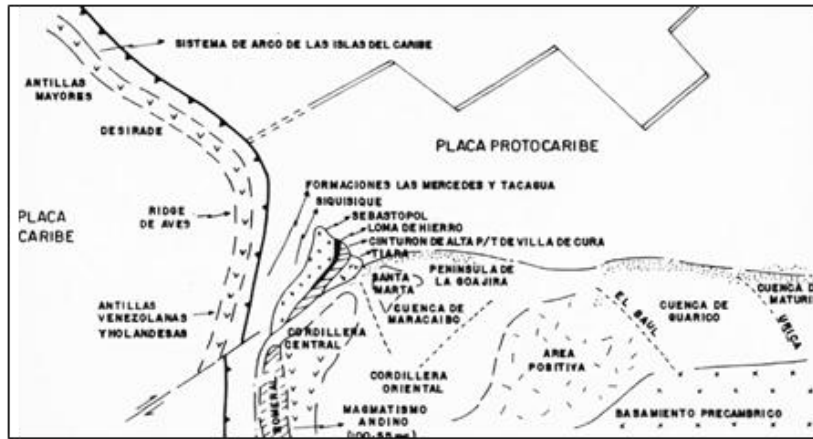 SISTEMA DE ARCO DE LAS ISLAS DEL CARIBE
ANTILLAS
MAYORES
DESIRADE
PLACA PROTOCARIBE
FORMACIONES LAS MERCEDES Y TACAGUA
SIQUISIQUE
SEBASTOPOL
PLACA
CARIBE
RIDGE
DE AVES
LOMA DE HIERRO
CINTURON DE ALTA P/T DE VILLA DE CURA
TIARA
SANTA
MARTA
PENINSULA DE
LA GOAJIRA
CUENCA DE
MARACAIBO
EL BAUL
CUENCA DE
GUARICO
CUENCA DE
MATURI
URICA
ANTILLAS
VENEZOLANAS
Y HOLANDESAS
CORDILLERA
CENTRAL
CORDILLERA
ORIENTAL
AREA
POSITIVA
ROMERAL
MAGMATISMO
ANDINO
BASAMIENTO PRECAMBRICO